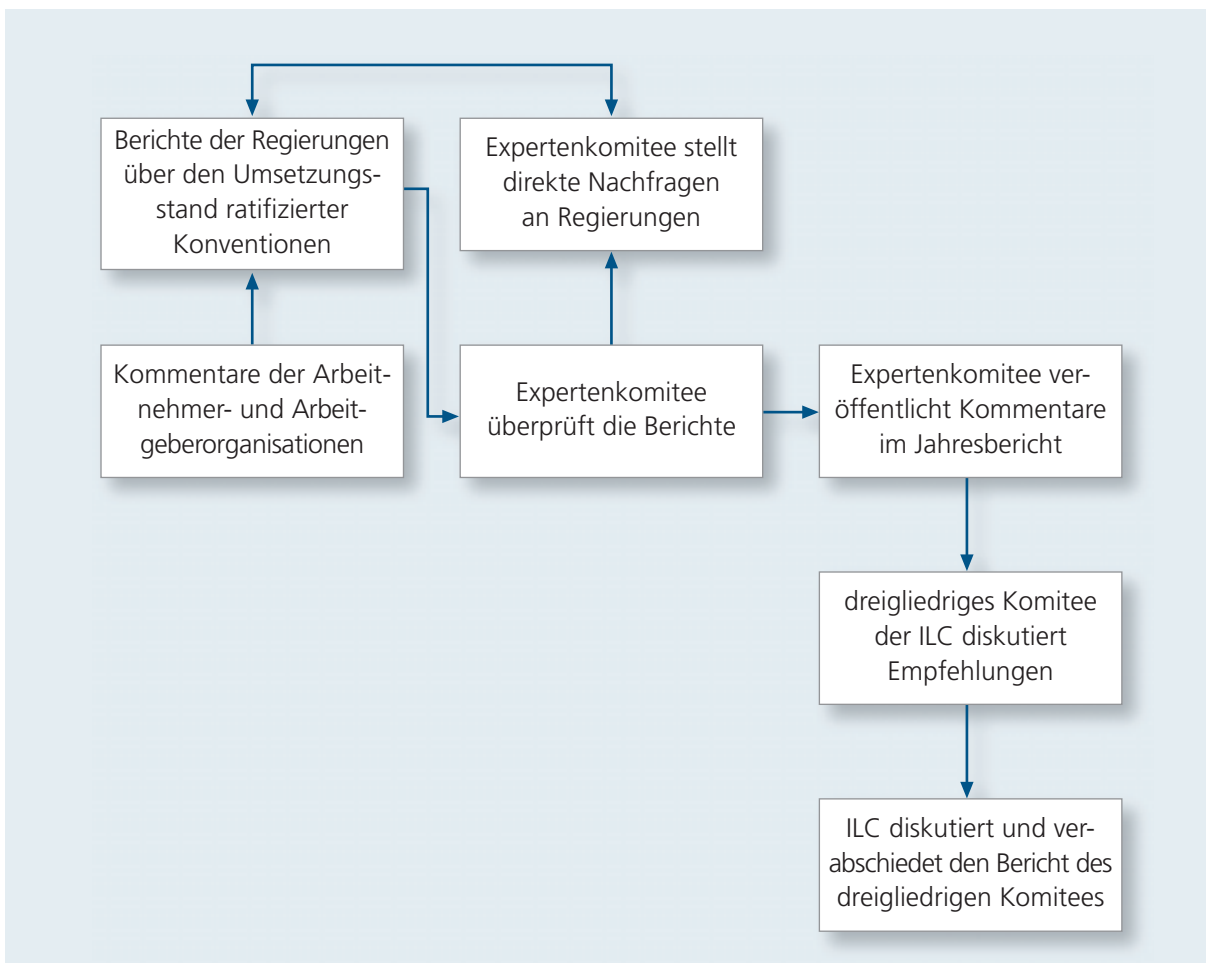 Berichte der Regierungen
über den Umsetzungs-
stand ratifizierter
Konventionen
Expertenkomitee stellt
direkte Nachfragen
an Regierungen
Kommentare der Arbeit-
nehmer- und Arbeit-
geberorganisationen
Expertenkomitee
überprüft die Berichte
Expertenkomitee ver-
öffentlicht Kommentare
im Jahresbericht
dreigliedriges Komitee
der ILC diskutiert
Empfehlungen
ILC diskutiert und ver-
abschiedet den Bericht des
dreigliedrigen Komitees